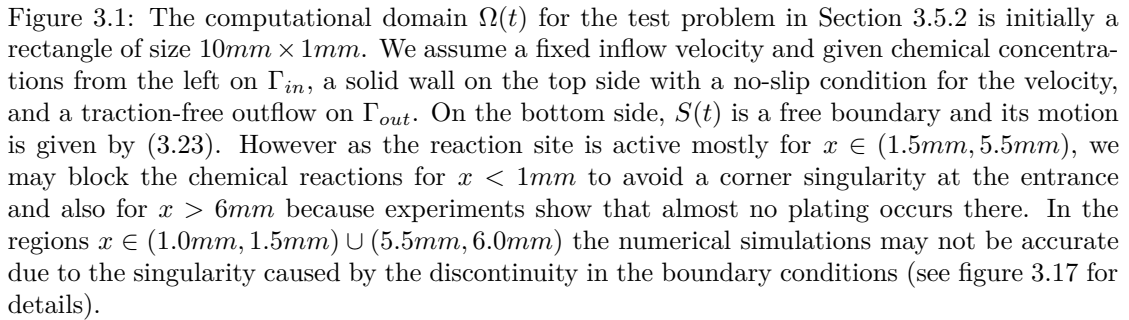 Figure 3.1: The computational domain Ω(t) for the test problem in Section 3.5.2 is initially a
rectangle of size 10mm × 1mm. We assume a fixed inflow velocity and given chemical concentra-
tions from the left on Γin, a solid wall on the top side with a no-slip condition for the velocity,
and a traction-free outflow on Γout. On the bottom side, S(t) is a free boundary and its motion
is given by (3.23). However as the reaction site is active mostly for x ∈ (1.5mm, 5.5mm), we
may block the chemical reactions for x < 1mm to avoid a corner singularity at the entrance
and also for x > 6mm because experiments show that almost no plating occurs there. In the
regions x ∈ (1.0mm, 1.5mm) ∪ (5.5mm, 6.0mm) the numerical simulations may not be accurate
due to the singularity caused by the discontinuity in the boundary conditions (see figure 3.17 for
details).